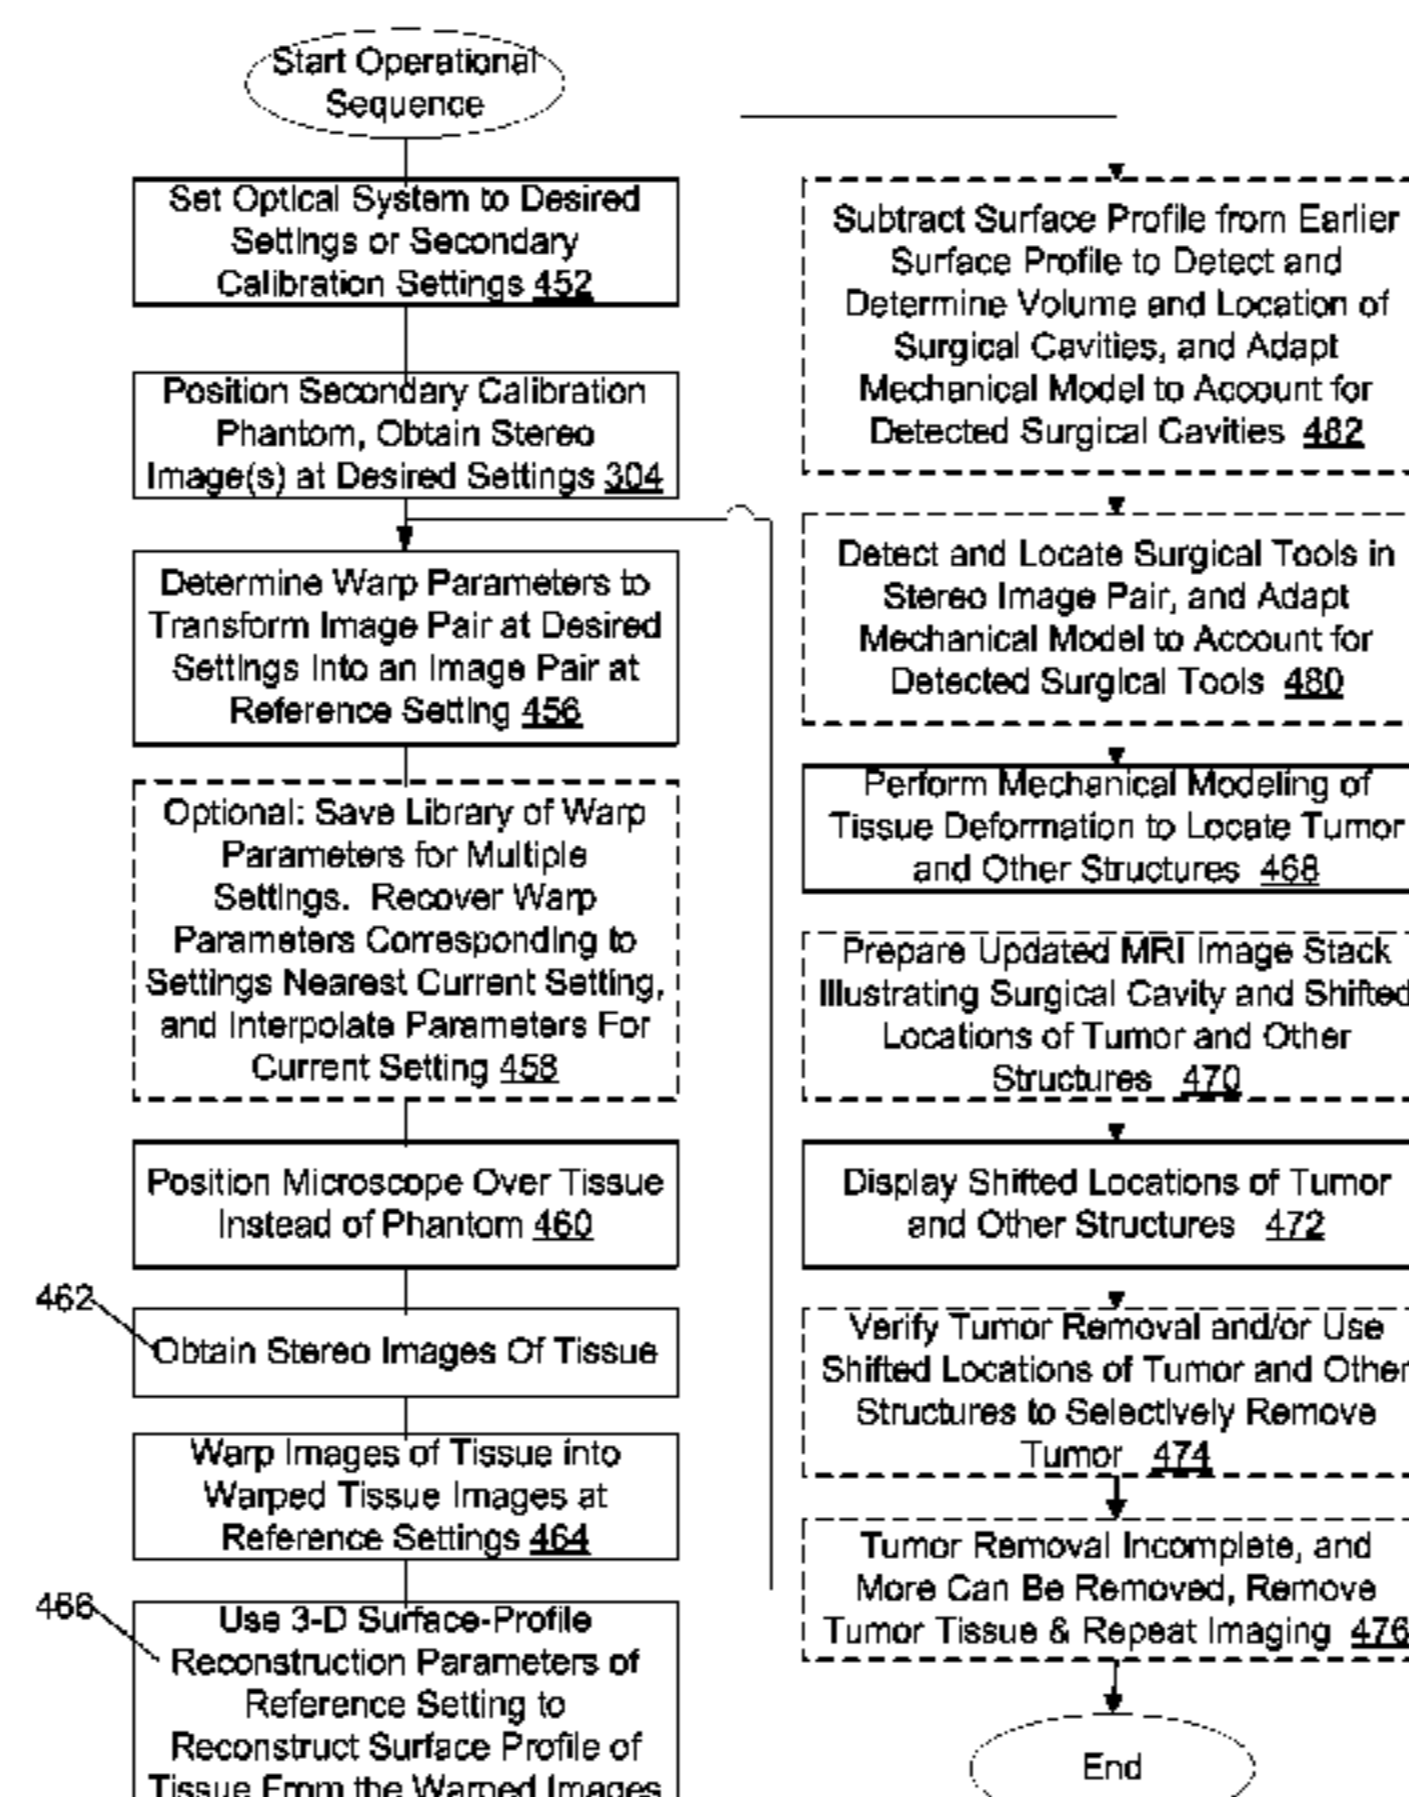 Start Operational
Sequence
Set Optical System to Desired
Settings or Secondary
Calibration Settings 452
Position Secondary Calibration
Phantom, Obtain Stereo
Image(s) at Desired Settings 304
Determine Warp Parameters to
Transform Image Pair at Desired
Settings Into an Image Pair at
Reference Setting 456
Optional: Save Library of Warp
Parameters for Multiple
Settings. Recover Warp
Parameters Corresponding to
Settings Nearest Current Setting,
and Interpolate Parameters For
Current Setting 458
Position Microscope Over Tissue
Instead of Phantom 460
462
Obtain Stereo Images Of Tissue
Warp Images of Tissue into
Warped Tissue Images at
Reference Settings 464
466
Use 3-D Surface-Profile
Reconstruction Parameters of
Reference Setting to
Reconstruct Surface Profile of
Tissue From the Warped Images
Subtract Surface Profile from Earlier
Surface Profile to Detect and
Determine Volume and Location of
Surgical Cavities, and Adapt
Mechanical Model to Account for
Detected Surgical Cavities 482
Detect and Locate Surgical Tools in
Stereo Image Pair, and Adapt
Mechanical Model to Account for
Detected Surgical Tools 480
Perform Mechanical Modeling of
Tissue Deformation to Locate Tumor
and Other Structures 468
Prepare Updated MRI Image Stack
Illustrating Surgical Cavity and Shifted
Locations of Tumor and Other
Structures 470
Display Shifted Locations of Tumor
and Other Structures 472
Verify Tumor Removal and/or Use
Shifted Locations of Tumor and Other
Structures to Selectively Remove
Tumor 474
Tumor Removal Incomplete, and
More Can Be Removed, Remove
Tumor Tissue & Repeat Imaging 476
End